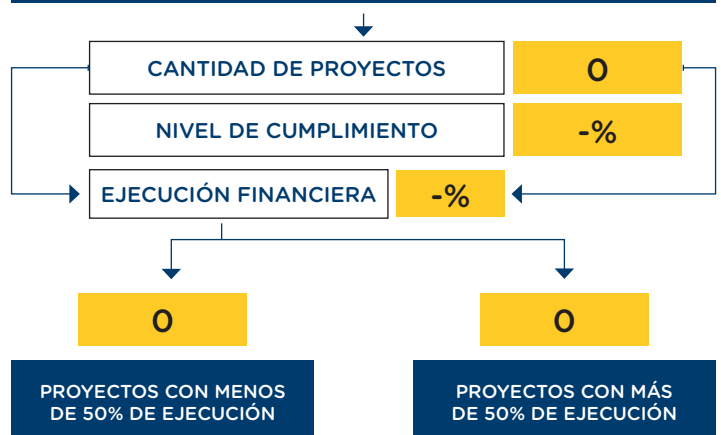 CANTIDAD DE PROYECTOS
0
NIVEL DE CUMPLIMIENTO
-%
EJECUCIÓN FINANCIERA
-%
0
0
PROYECTOS CON MENOS
DE 50% DE EJECUCIÓN
PROYECTOS CON MÁS
DE 50% DE EJECUCIÓN